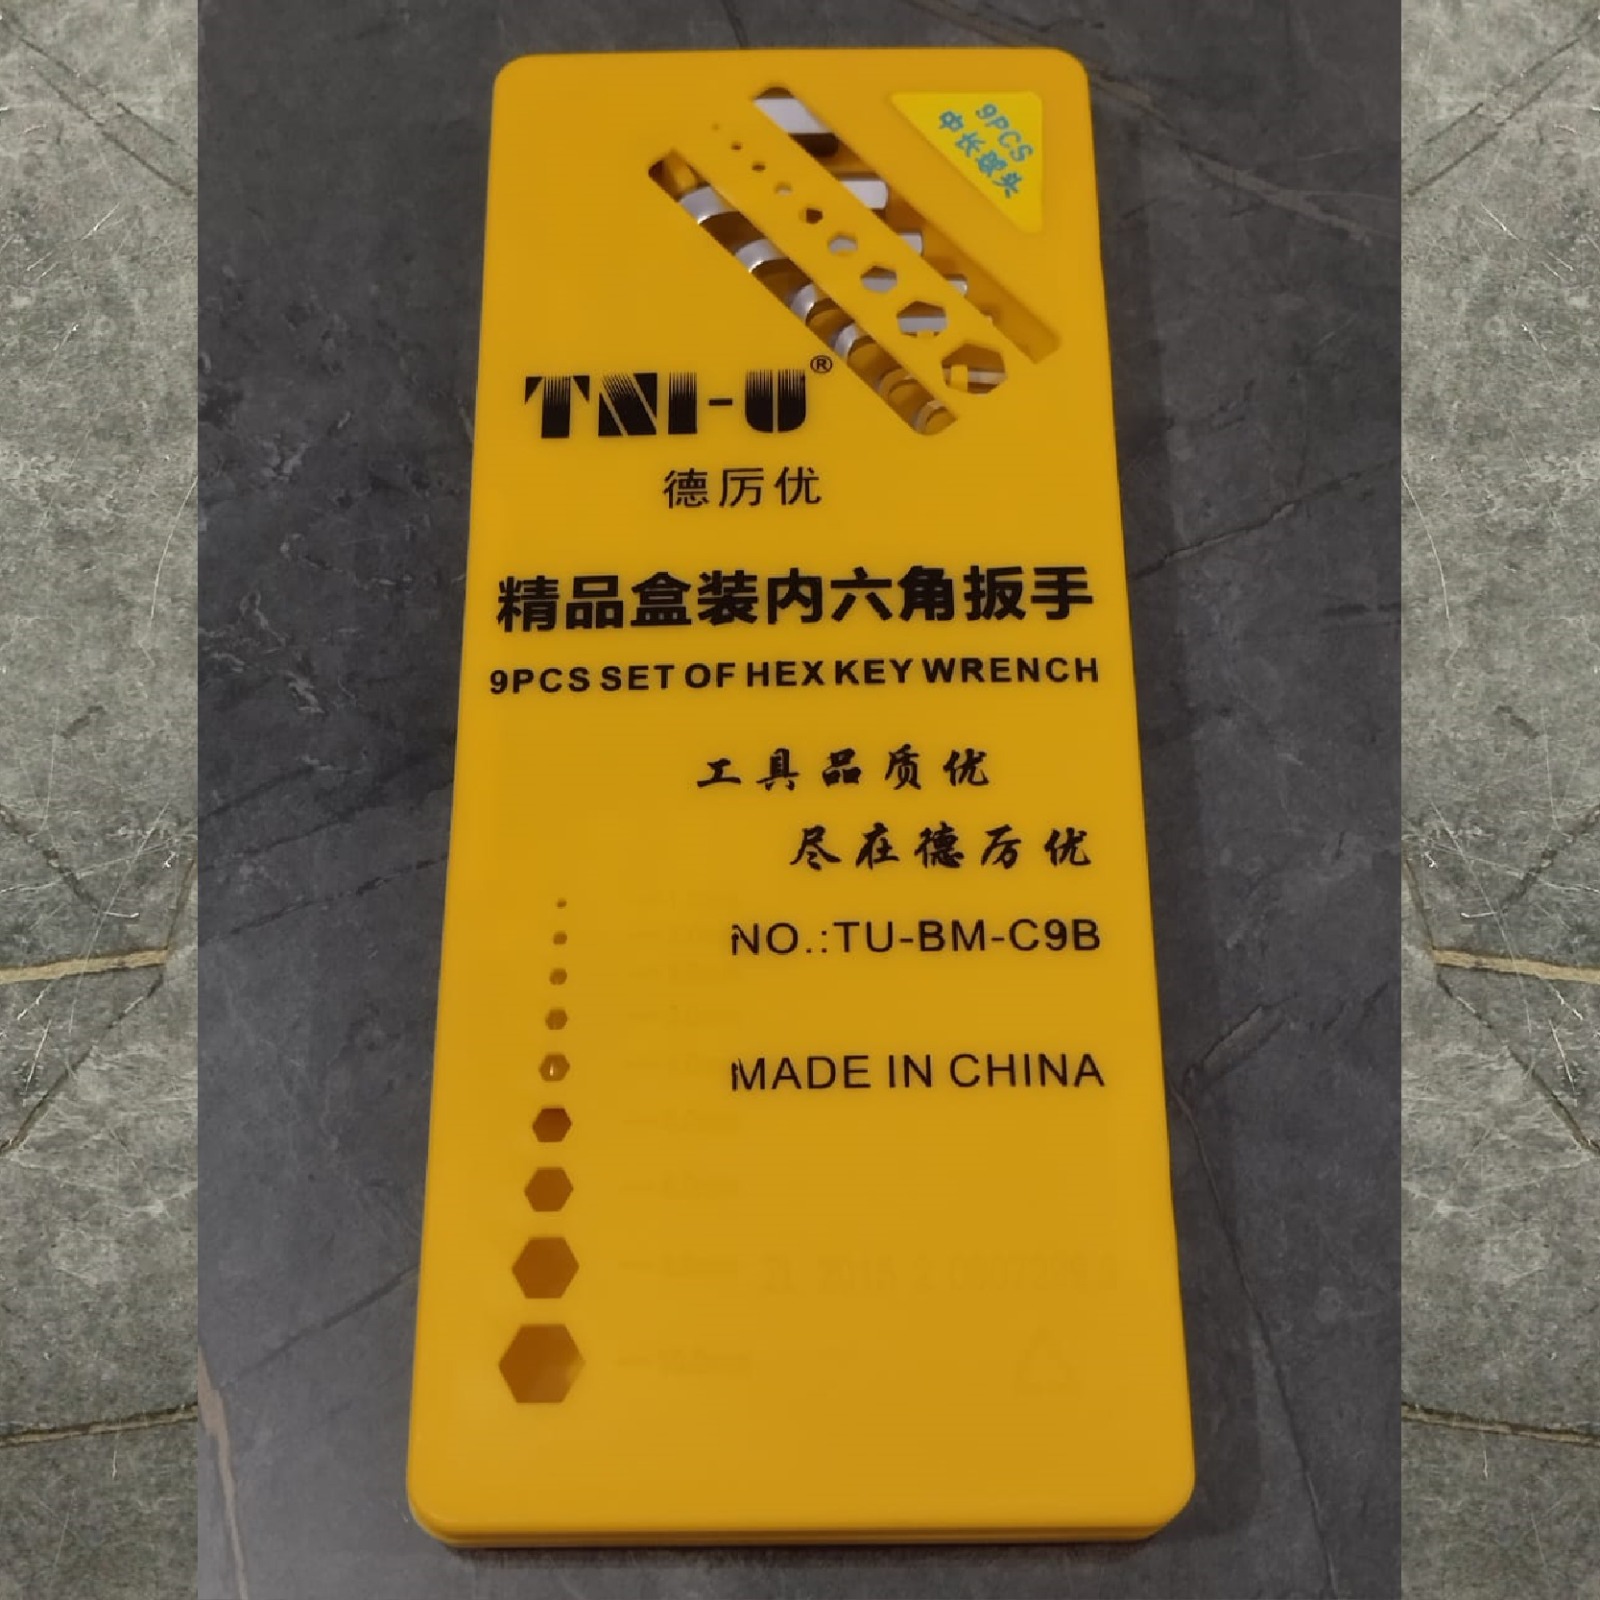 9PCS
中长球头
TNI-U®
德厉优
精品盒装内六角扳手
9PCS SET OF HEX KEY WRENCH
工具品质优
尽在德厉优
NO.:TU-BM-C9B
MADE IN CHINA